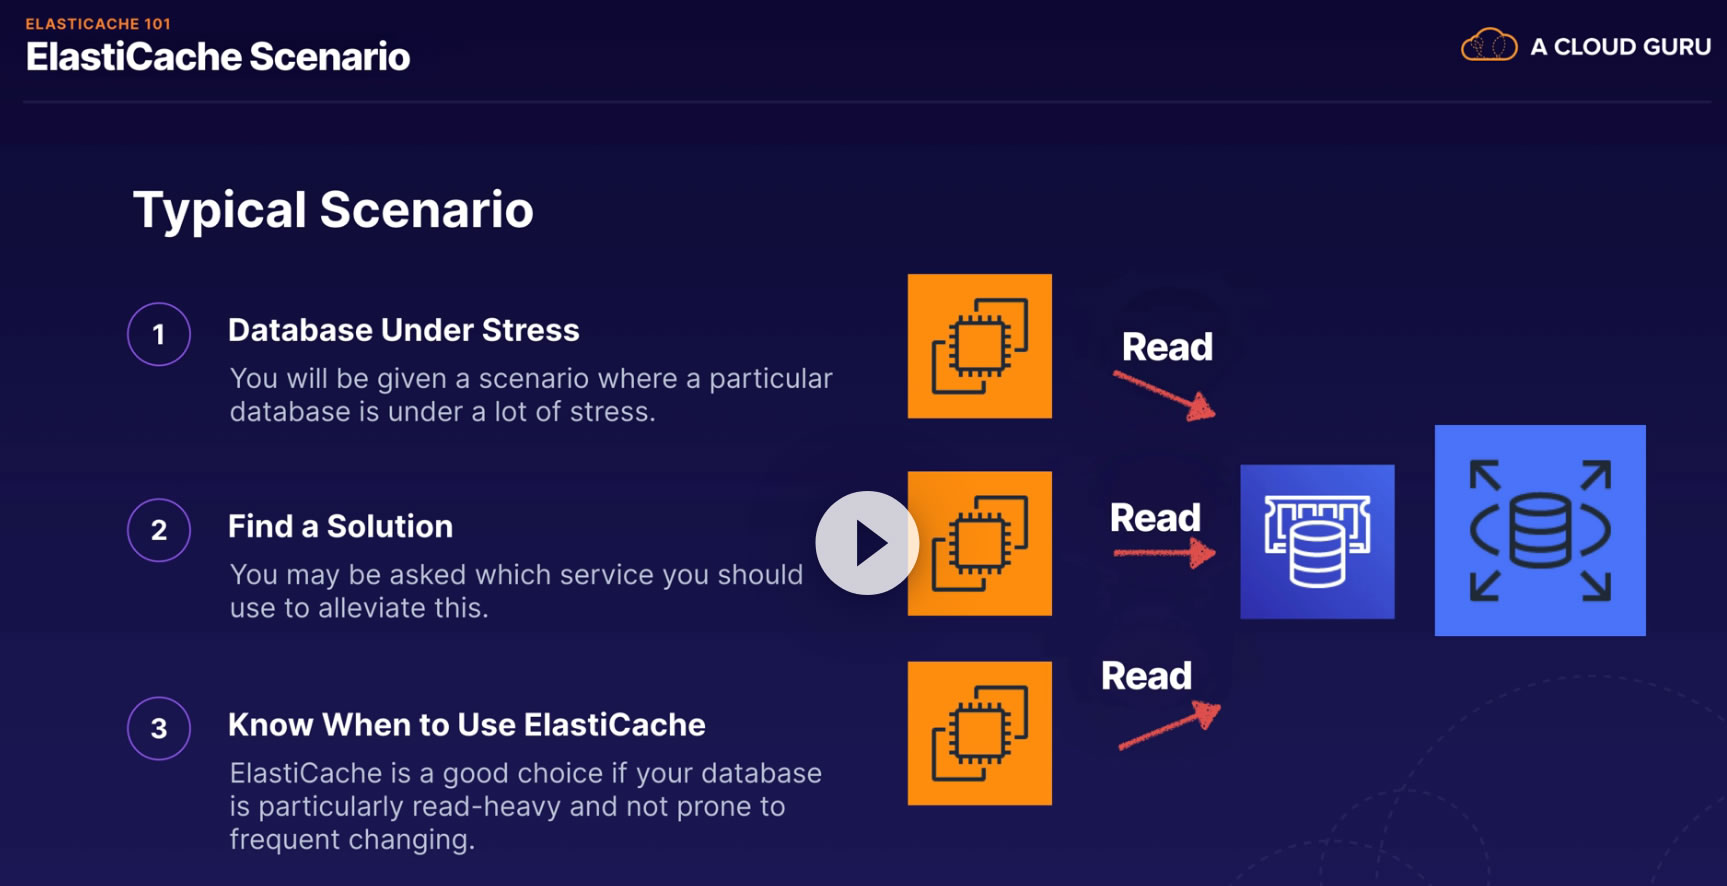 ELASTICACHE 101
ElastiCache Scenario
A CLOUD GURU
Typical Scenario
1
Database Under Stress
You will be given a scenario where a particular
database is under a lot of stress.
2
Find a Solution
You may be asked which service you should
use to alleviate this.
3
Know When to Use ElastiCache
ElastiCache is a good choice if your database
is particularly read-heavy and not prone to
frequent changing.
Read
Read
Read